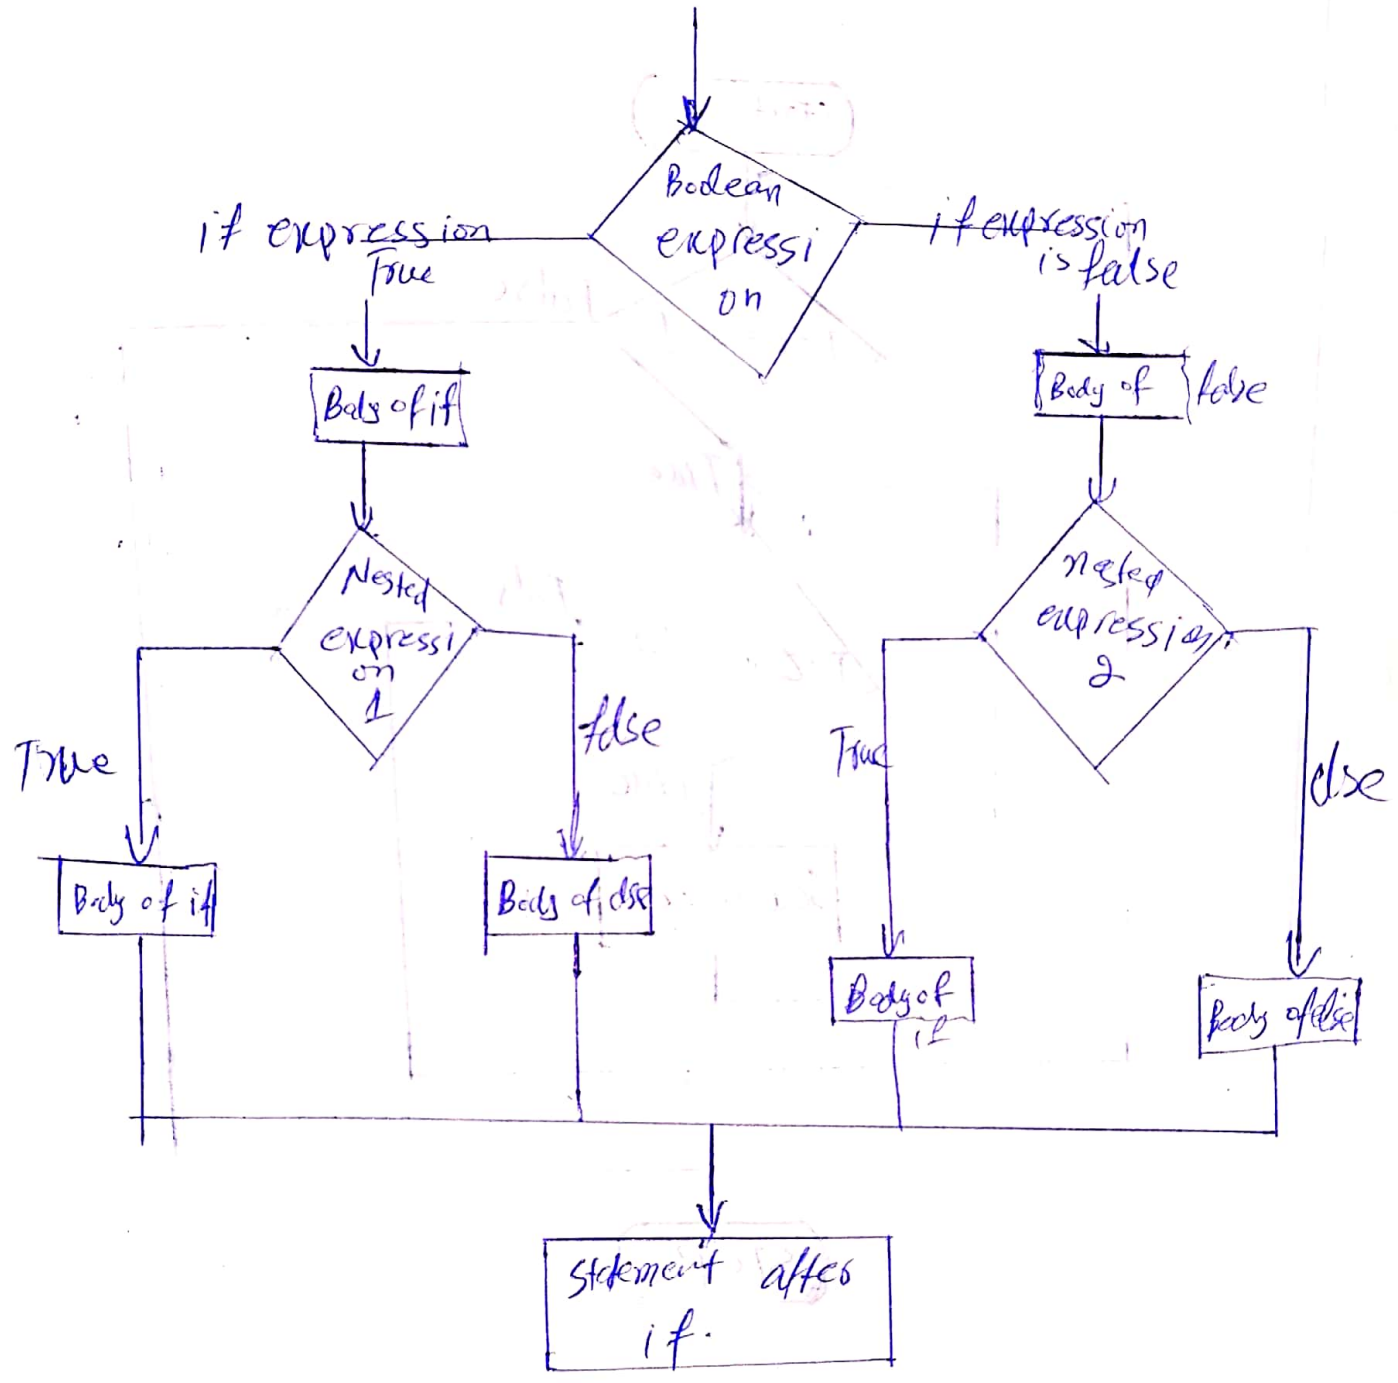 Boolean
expressi
on
if expression
True
if expression
is false
Body of if
Body of false
Nested
expressi
on
1
nested
expression
2
True
false
True
else
Body of if
Body of else
Body of
if
Body of else
Statement after
if.